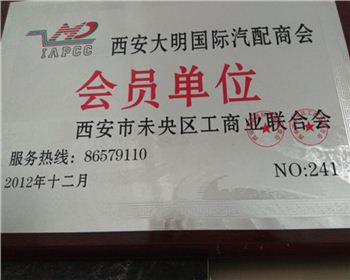 IAPCC
西安大明国际汽配商会
会员单位
西安市未央区工商业联合会
服务热线：86579110
2012年十二月
NO:241